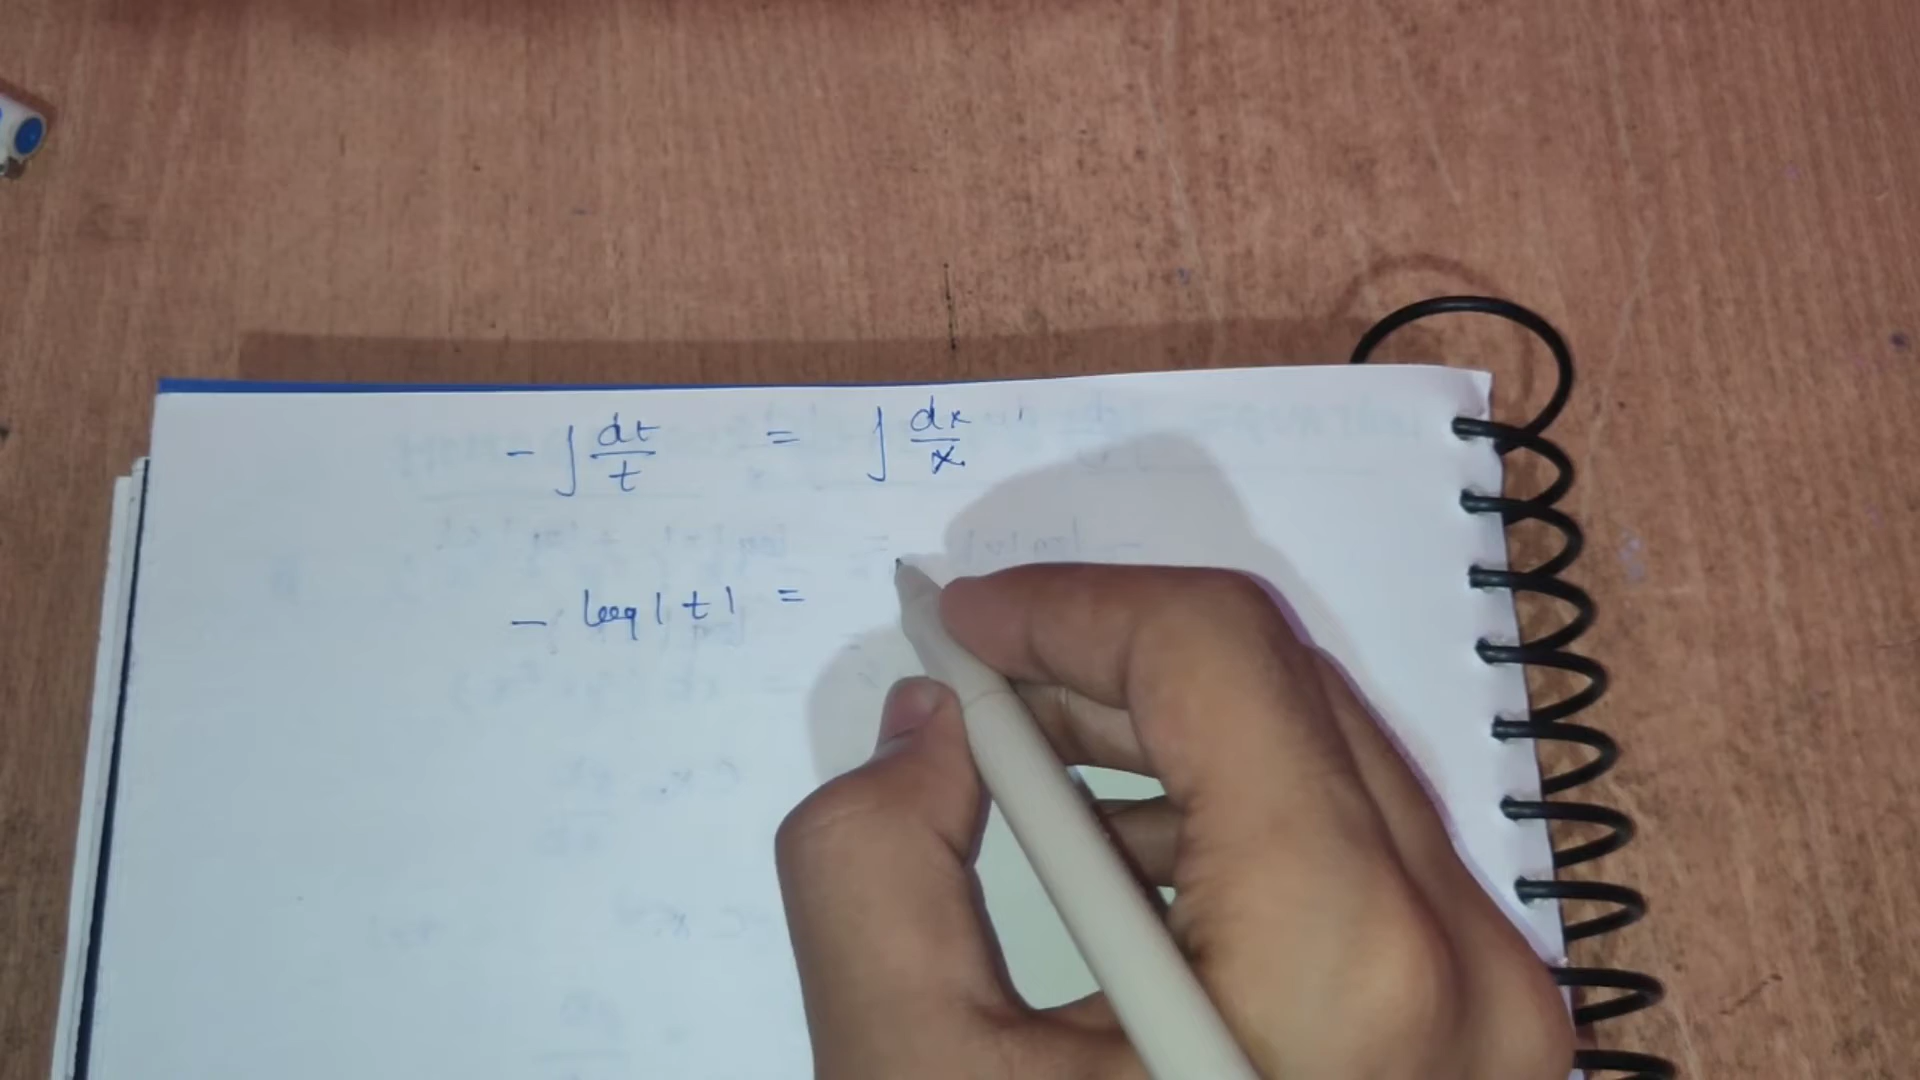 - ∫ dt/t = ∫ dx/x
- log |t| =